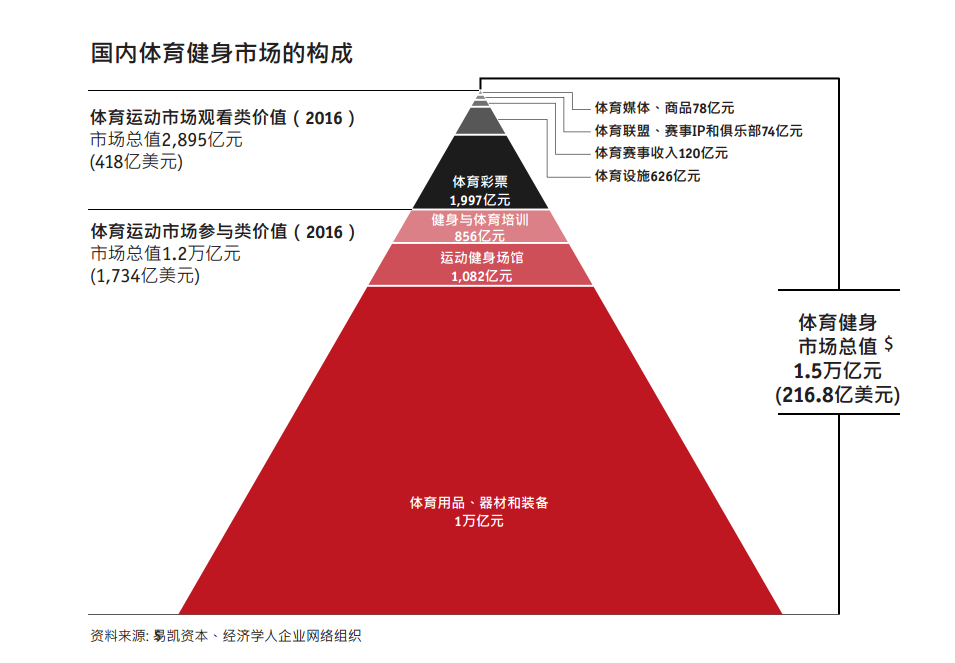 国内体育健身市场的构成
体育运动市场观看类价值（2016）
市场总值2,895亿元
(418亿美元)
体育媒体、商品78亿元
体育联盟、赛事IP和俱乐部74亿元
体育赛事收入120亿元
体育设施626亿元
体育彩票
1,997亿元
体育运动市场参与类价值（2016）
市场总值1.2万亿元
(1,734亿美元)
健身与体育培训
856亿元
运动健身场馆
1,082亿元
体育健身
市场总值 $
1.5万亿元
(216.8亿美元)
体育用品、器材和装备
1万亿元
资料来源: 易凯资本、经济学人企业网络组织